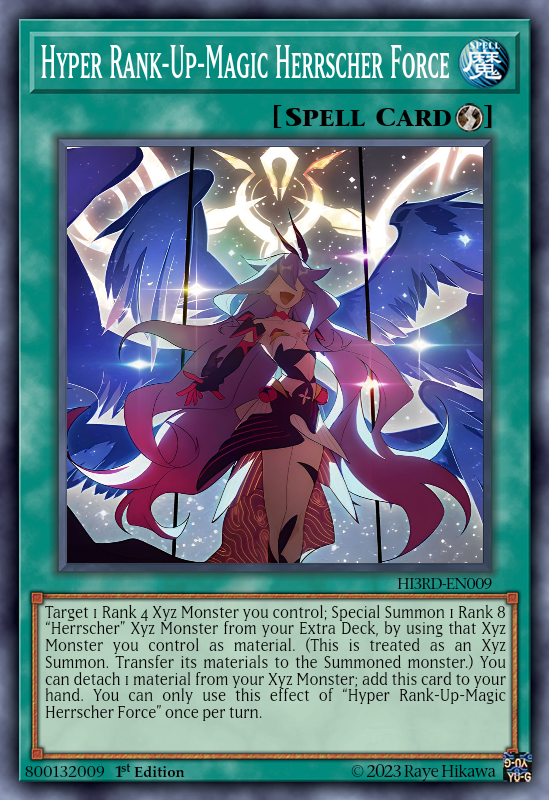 Hyper Rank-Up-Magic Herrscher Force
SPELL
魔
[Spell Card]
HI3RD-EN009
Target 1 Rank 4 Xyz Monster you control; Special Summon 1 Rank 8
“Herrscher” Xyz Monster from your Extra Deck, by using that Xyz
Monster you control as material. (This is treated as an Xyz
Summon. Transfer its materials to the Summoned monster.) You
can detach 1 material from your Xyz Monster; add this card to your
hand. You can only use this effect of “Hyper Rank-Up-Magic
Herrscher Force” once per turn.
800132009 1st Edition © 2023 Raye Hikawa
YU-G